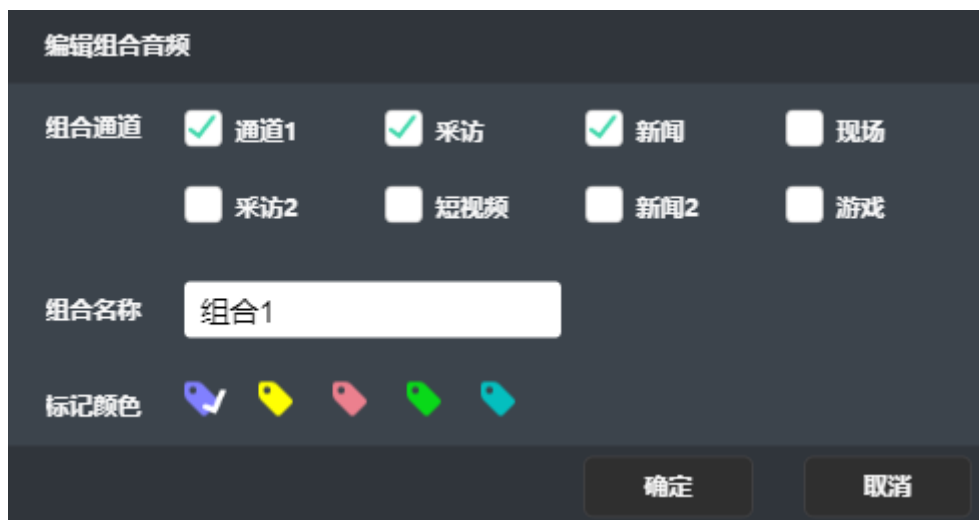 编辑组合音频
组合通道 通道1 采访 新闻 现场
采访2 短视频 新闻2 游戏
组合名称 组合1
标记颜色
确定 取消